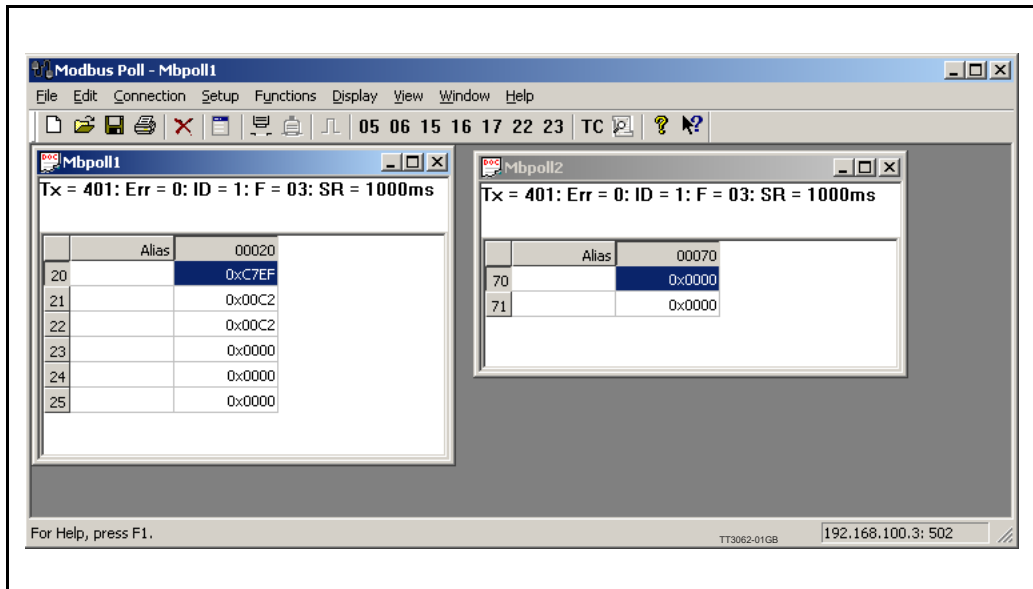 Modbus Poll - Mbpoll1
File Edit Connection Setup Functions Display View Window Help
05 06 15 16 17 22 23 TC
Mbpoll1
Tx = 401: Err = 0: ID = 1: F = 03: SR = 1000ms
Alias 00020
20 0xC7EF
21 0x00C2
22 0x00C2
23 0x0000
24 0x0000
25 0x0000
Mbpoll2
Tx = 401: Err = 0: ID = 1: F = 03: SR = 1000ms
Alias 00070
70 0x0000
71 0x0000
For Help, press F1.
TT3062-01GB
192.168.100.3: 502